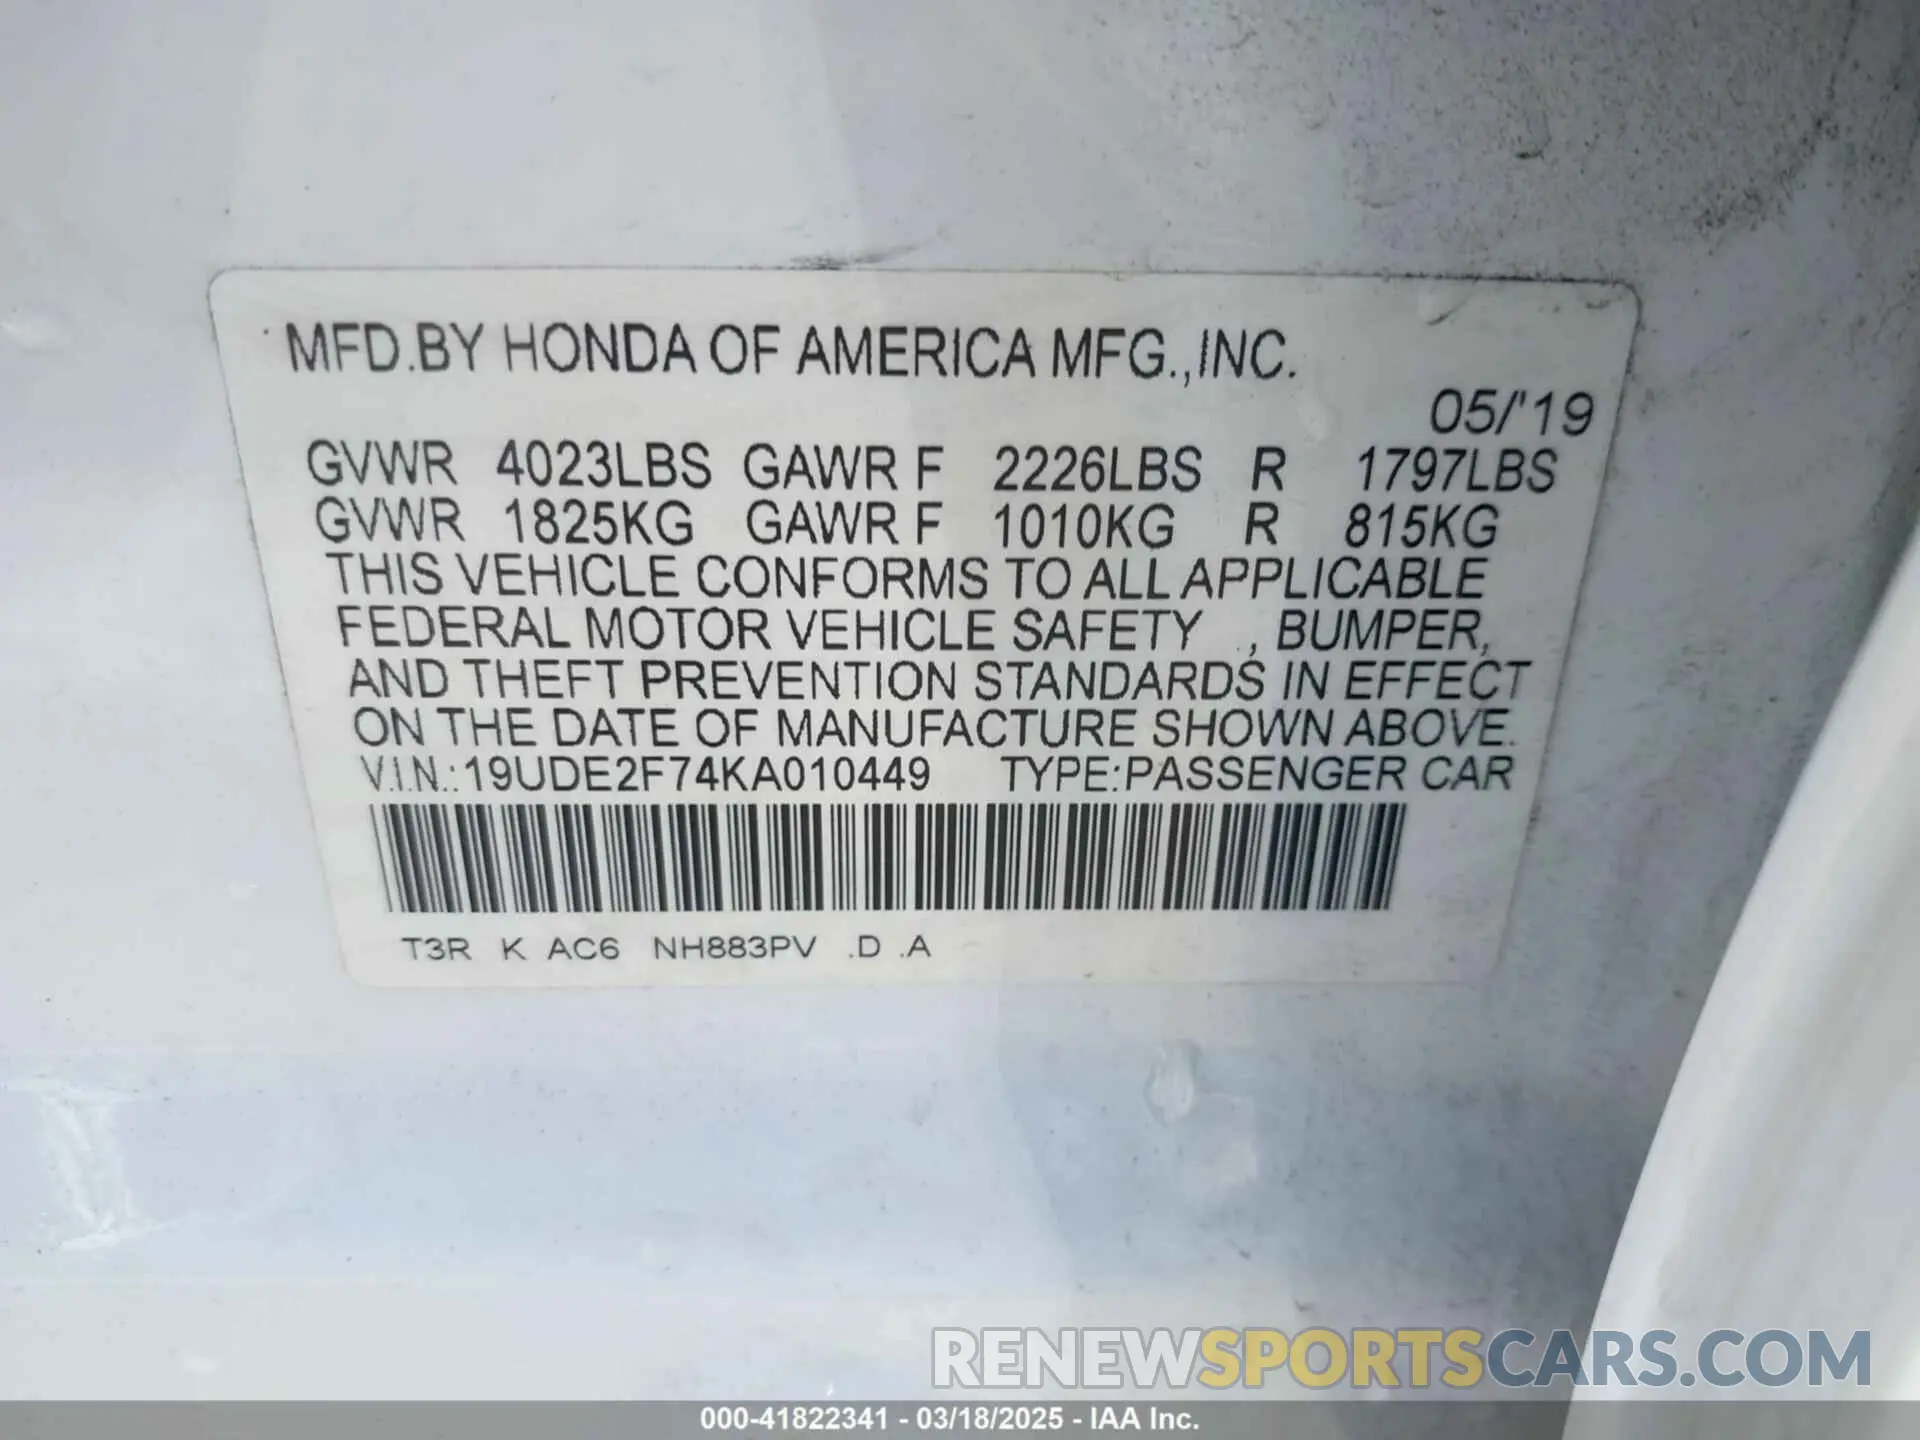 MFD.BY HONDA OF AMERICA MFG.,INC.
05/'19
GVWR 4023LBS GAWR F 2226LBS R 1797LBS
GVWR 1825KG GAWR F 1010KG R 815KG
THIS VEHICLE CONFORMS TO ALL APPLICABLE
FEDERAL MOTOR VEHICLE SAFETY , BUMPER,
AND THEFT PREVENTION STANDARDS IN EFFECT
ON THE DATE OF MANUFACTURE SHOWN ABOVE.
V.I.N.: 19UDE2F74KA010449 TYPE:PASSENGER CAR
T3R K AC6 NH883PV .D .A
RENEWSPORTSCARS.COM
000-41822341 - 03/18/2025 - IAA Inc.